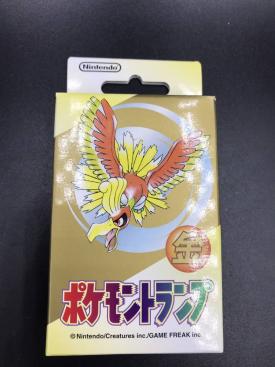 Nintendo
金
ポケモントランプ
©Nintendo/Creatures inc./GAME FREAK inc.